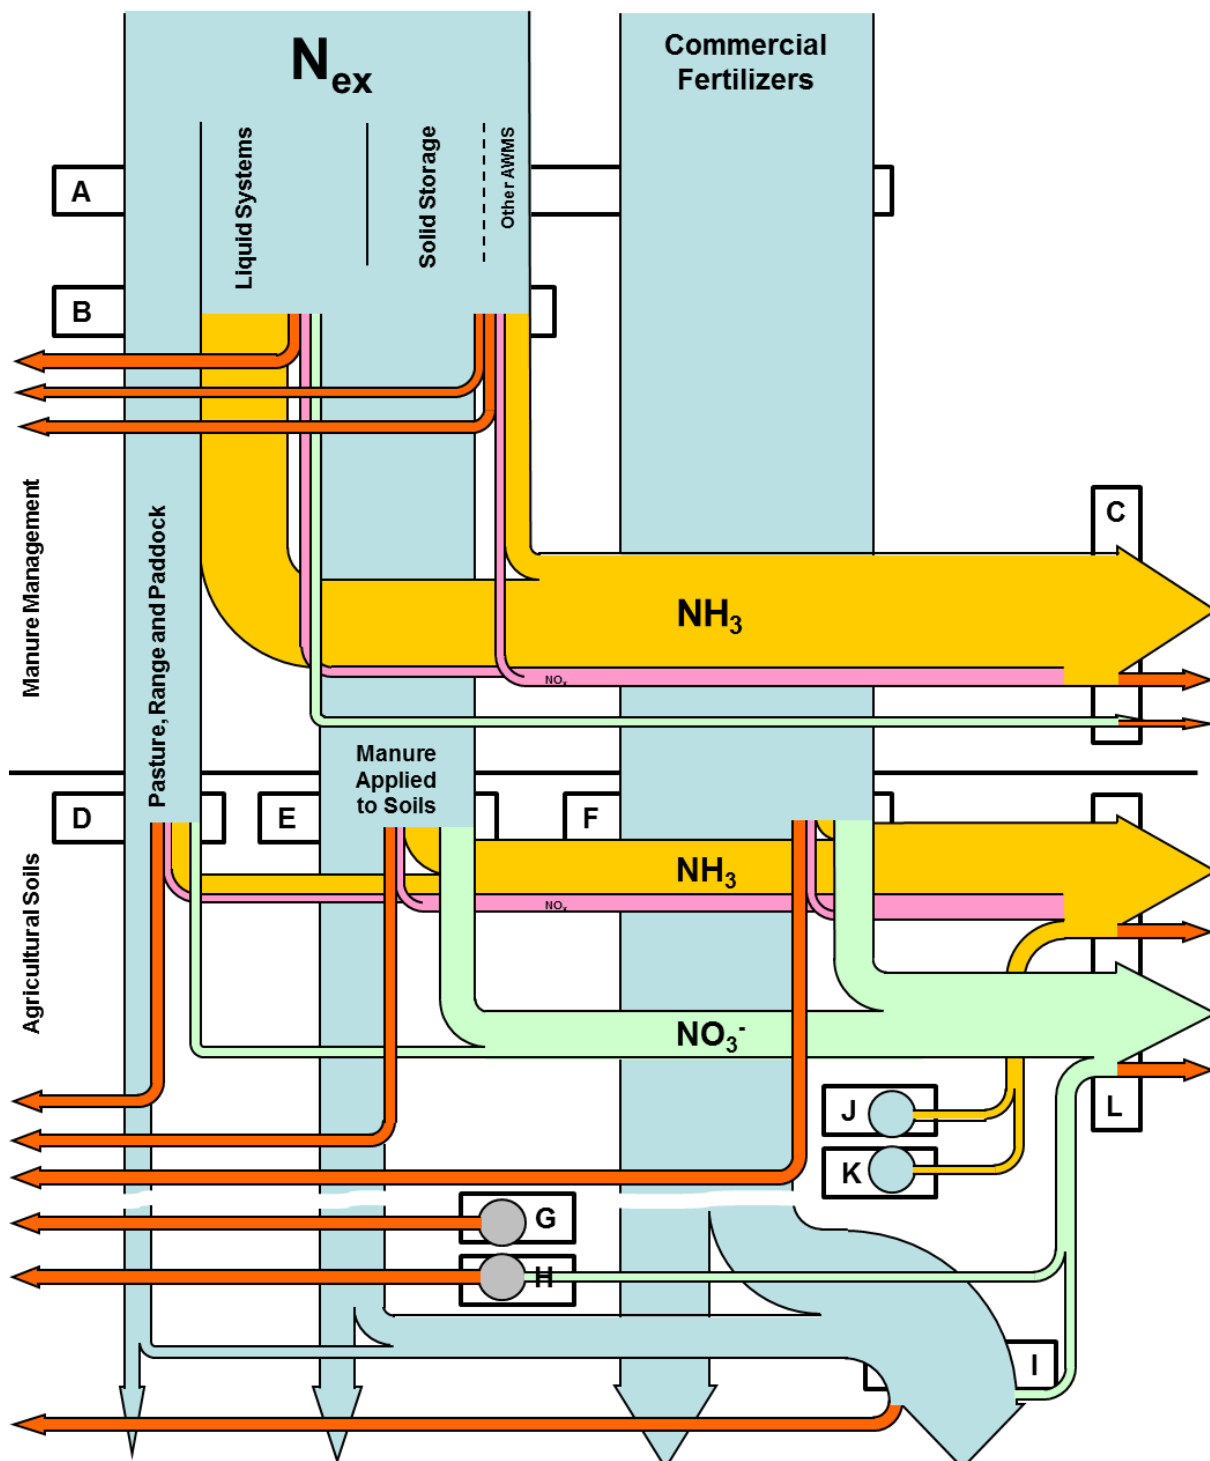 N_ex
Commercial
Fertilizers
Liquid Systems
Solid Storage
Other AWMS
A
B
C
Manure Management
Pasture, Range and Paddock
NH₃
NOₓ
Manure
Applied
to Soils
D
E
F
Agricultural Soils
NH₃
NOₓ
NO₃⁻
J
L
K
G
H
I